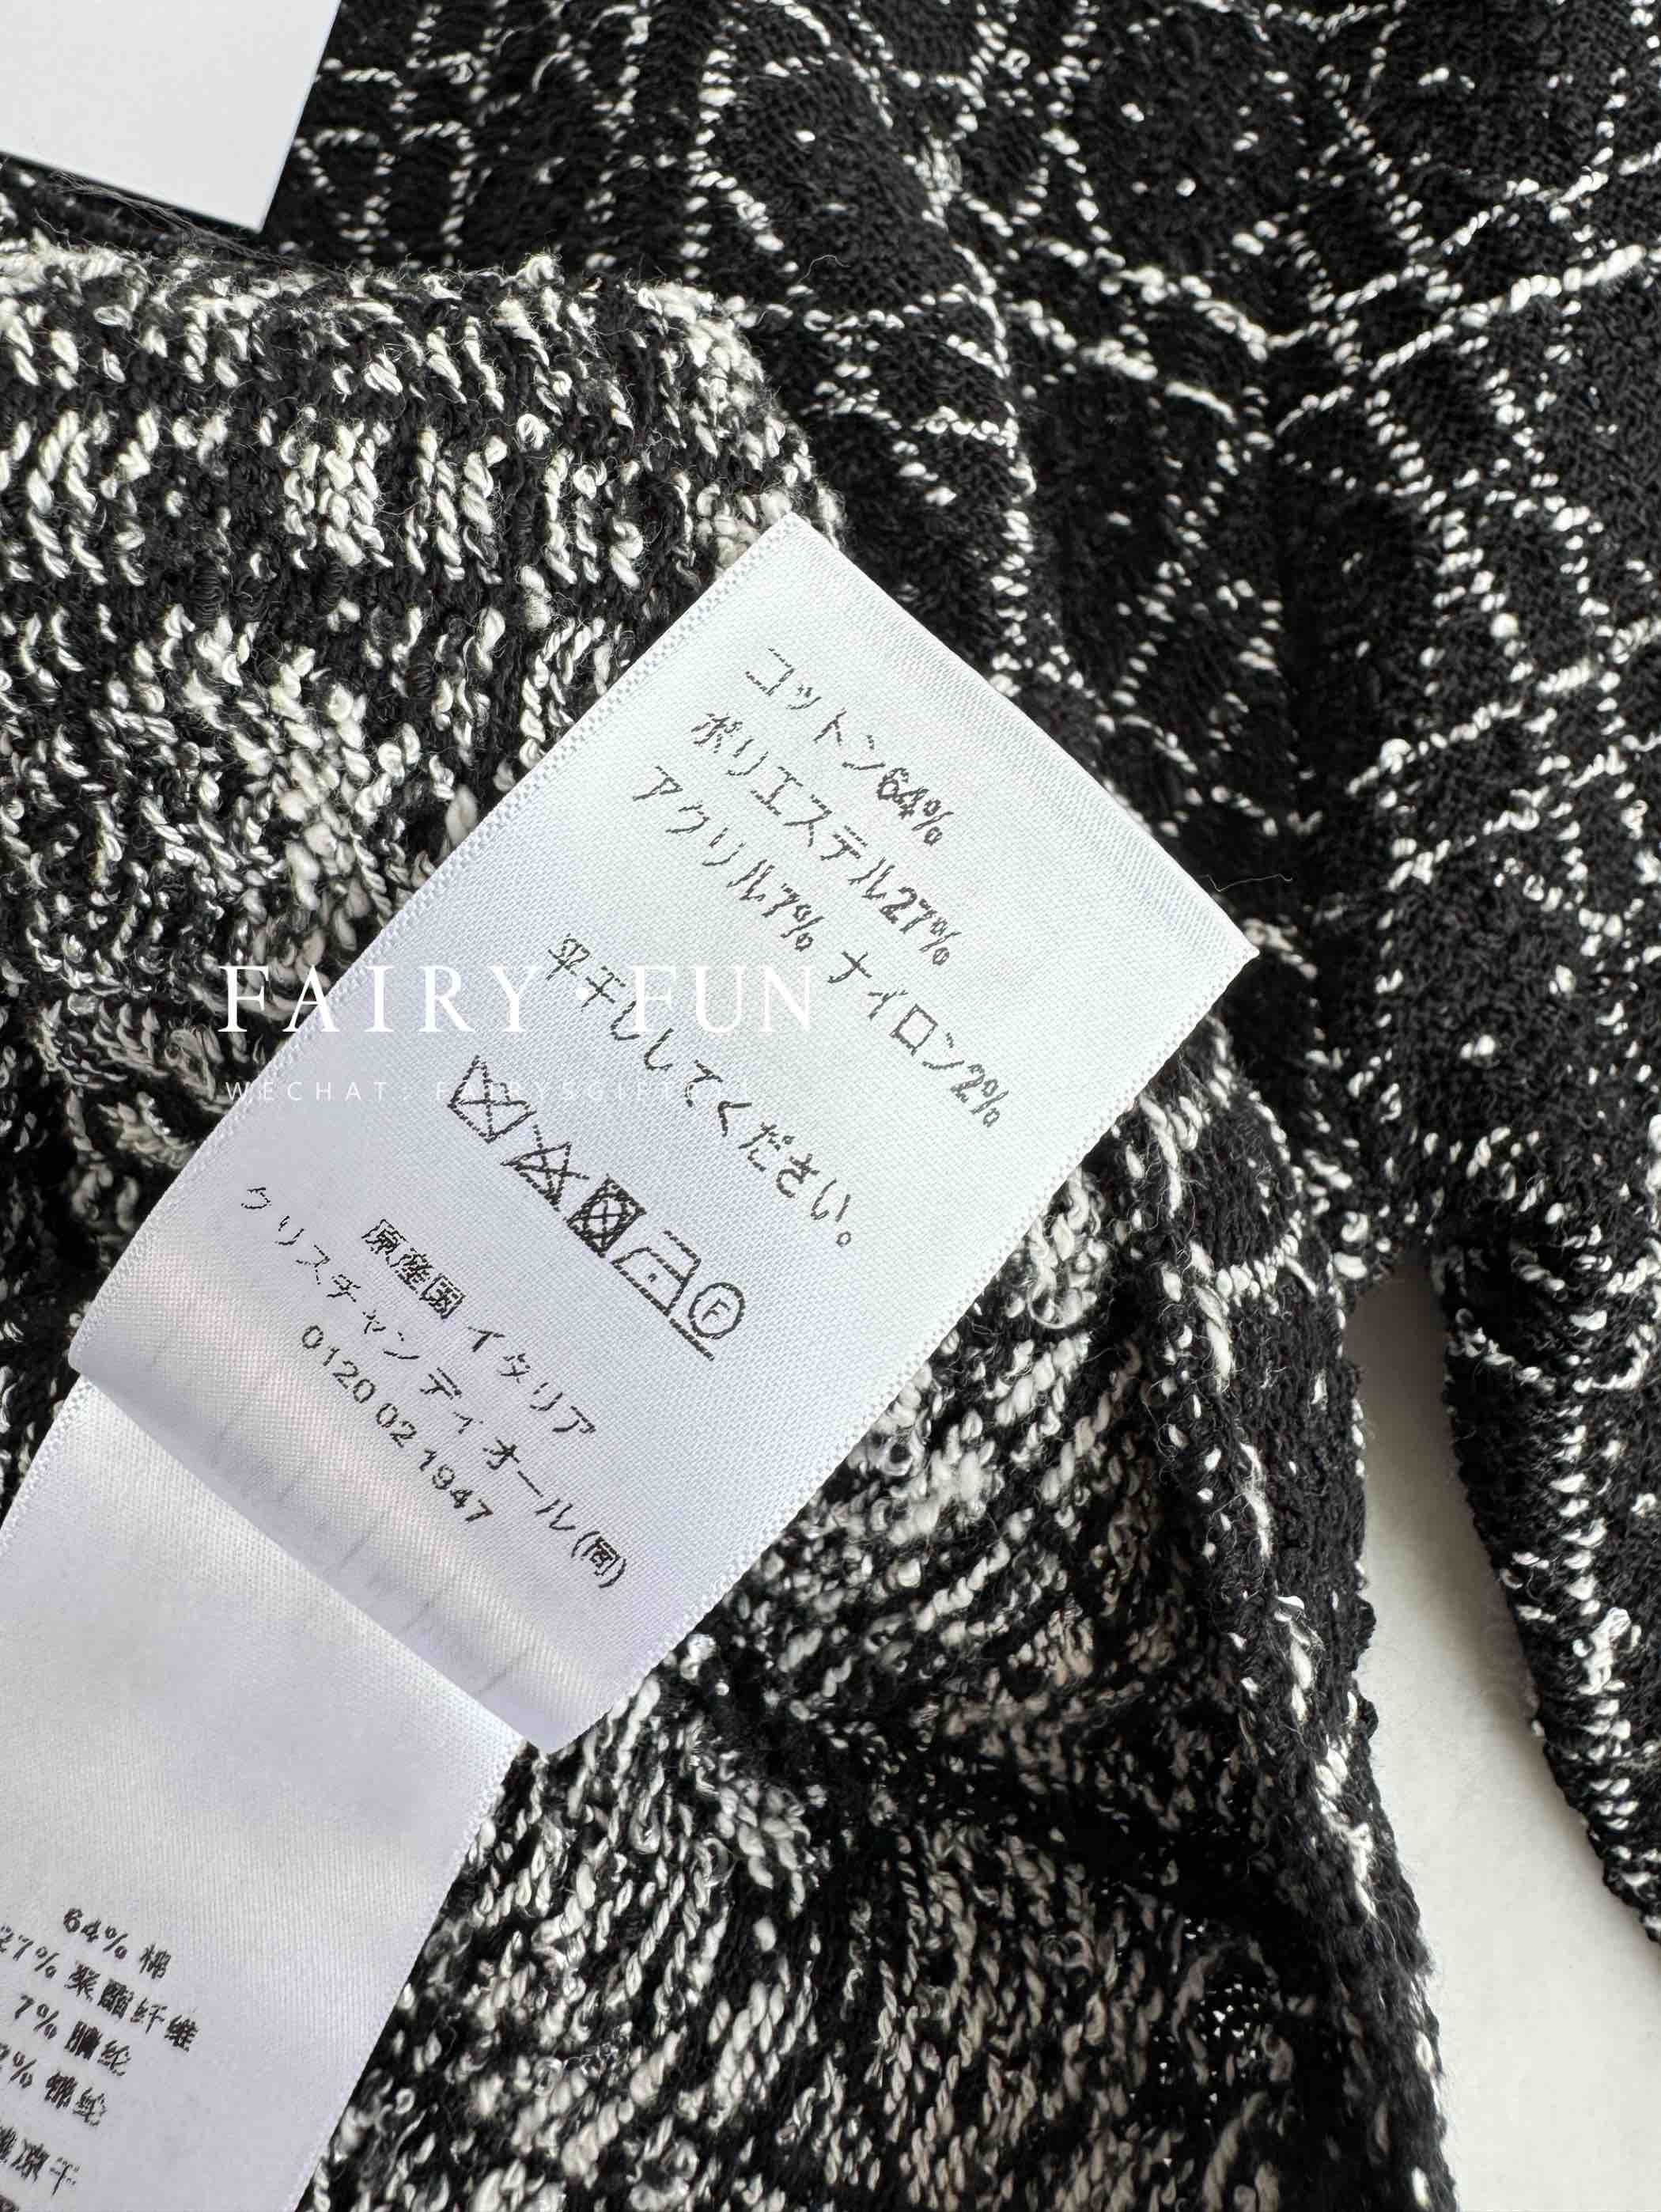 コットン64%
ポリエステル27%
アクリル7% ナイロン2%
平干ししてください。
F
原産国 イタリア
クリスチャン ディオール(同)
0120 02 1947
FAIRY FUN
WECHAT: FAIRYSGIFT
64% 棉
27% 聚酯纤维
7% 腈纶
2% 锦纶